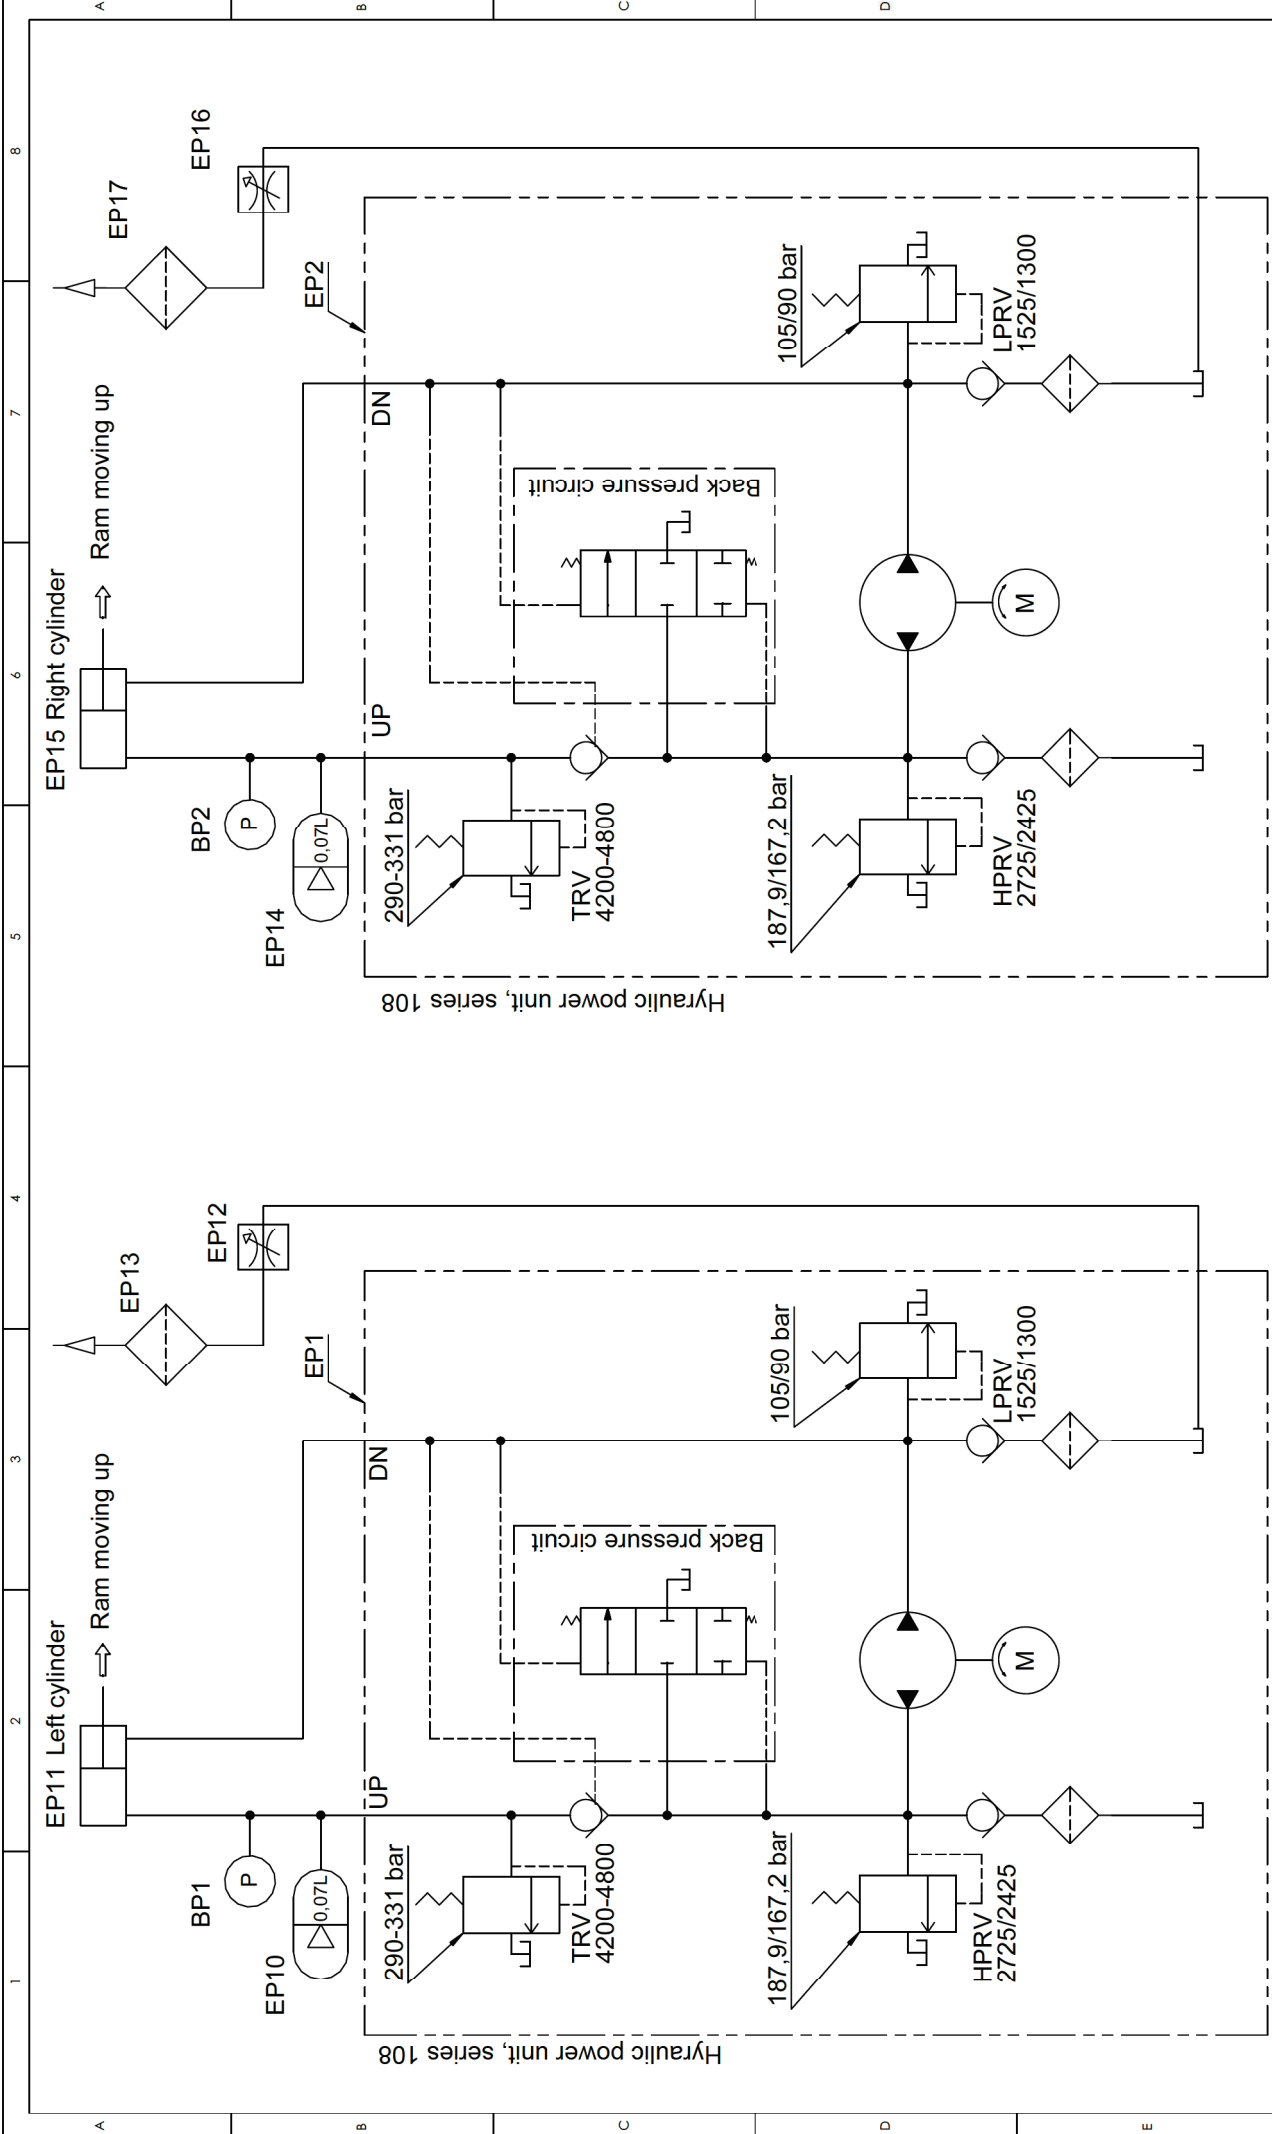 1
2
3
4
5
6
7
8
A
B
C
D
E
A
B
C
D
EP11 Left cylinder
Ram moving up
EP13
EP12
BP1
P
EP10
0,07L
EP1
UP
DN
290-331 bar
TRV
4200-4800
Back pressure circuit
105/90 bar
LPRV
1525/1300
187,9/167,2 bar
HPRV
2725/2425
M
Hyraulic power unit, series 108
EP15 Right cylinder
Ram moving up
EP17
EP16
BP2
P
EP14
0,07L
EP2
UP
DN
290-331 bar
TRV
4200-4800
Back pressure circuit
105/90 bar
LPRV
1525/1300
187,9/167,2 bar
HPRV
2725/2425
M
Hyraulic power unit, series 108